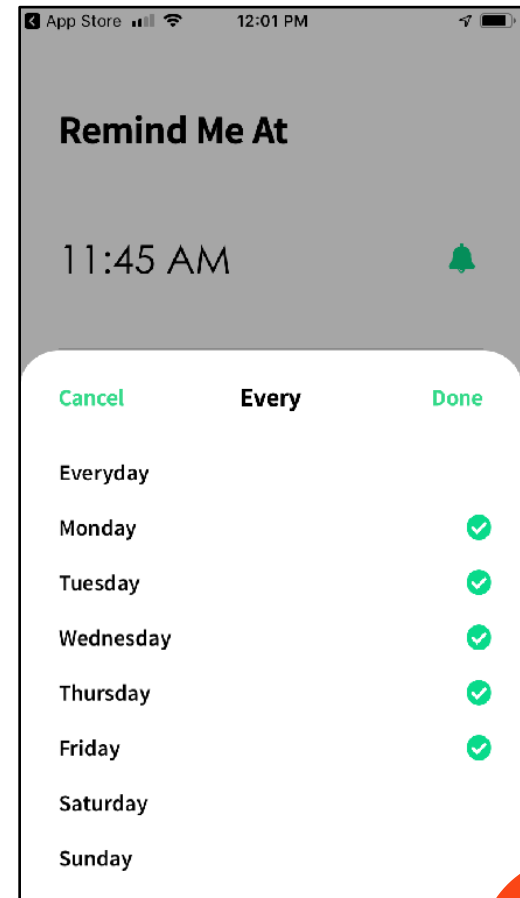 App Store 12:01 PM
Remind Me At
11:45 AM
Cancel Every Done
Everyday
Monday
Tuesday
Wednesday
Thursday
Friday
Saturday
Sunday